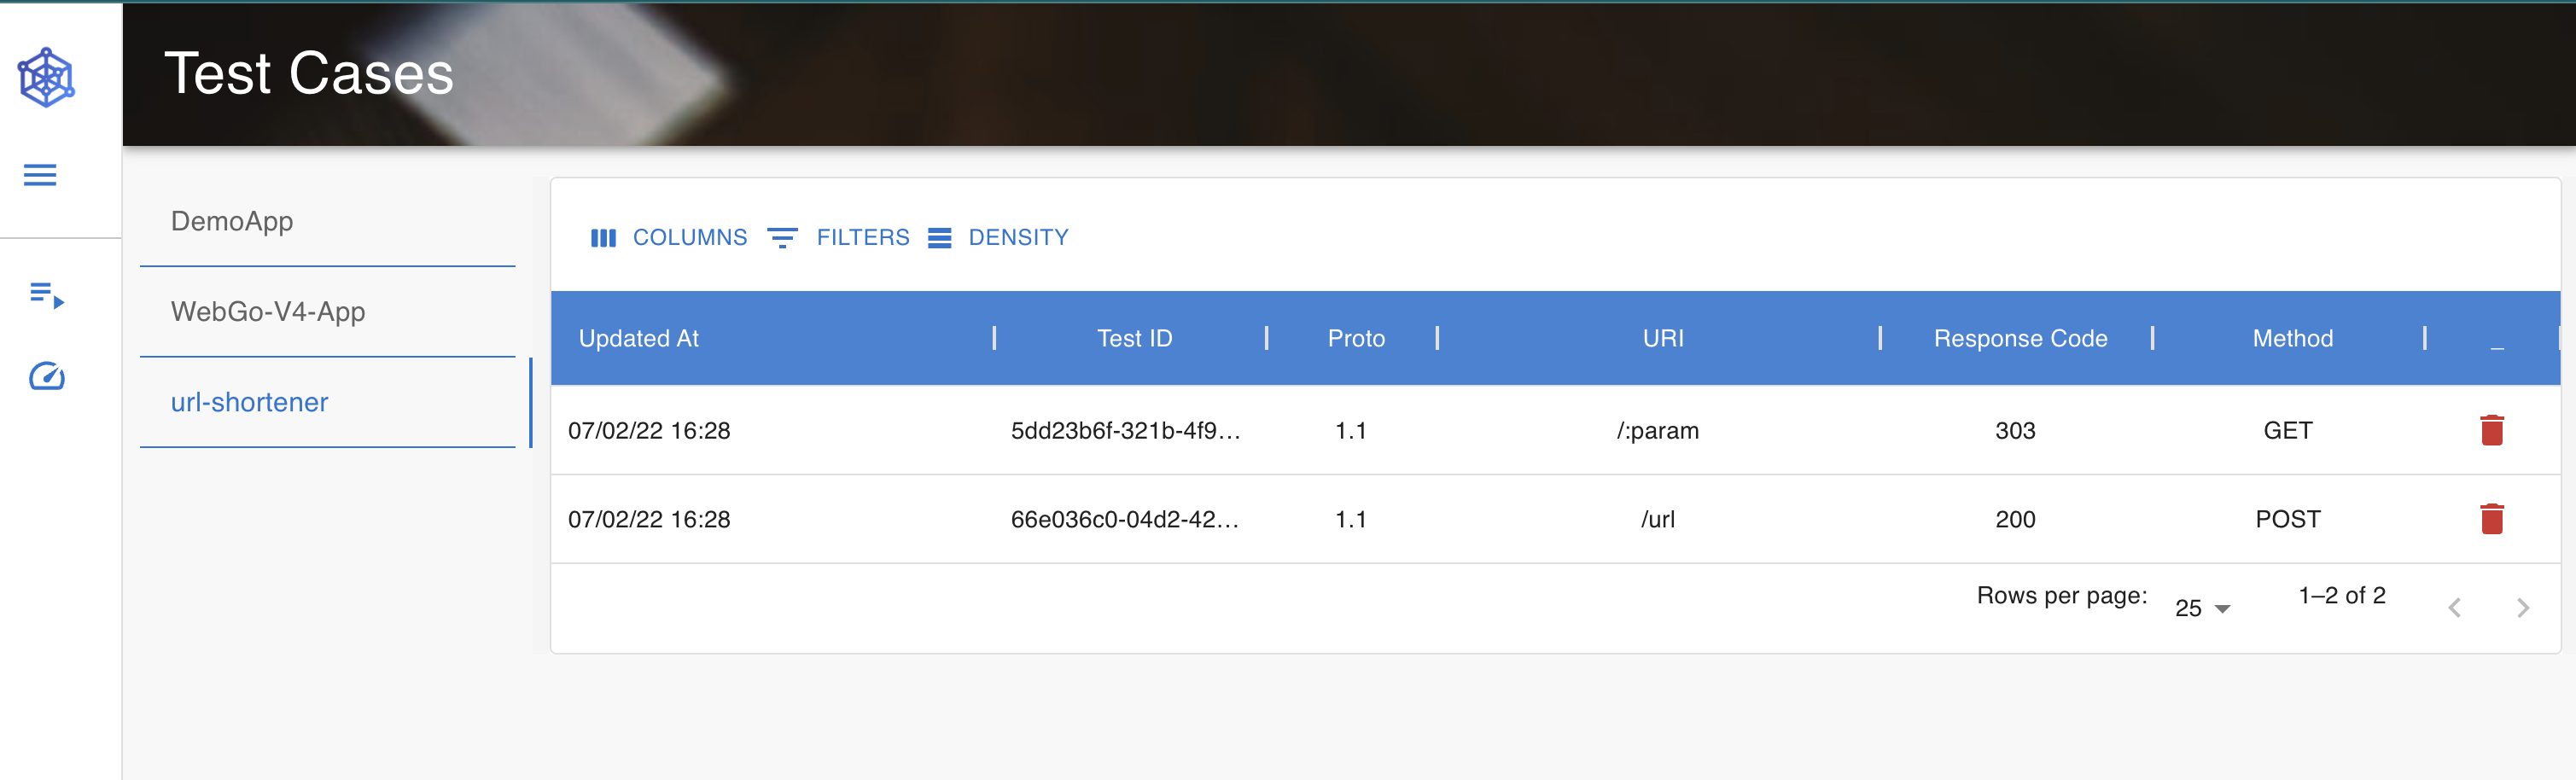 Test Cases
DemoApp
WebGo-V4-App
url-shortener
COLUMNS FILTERS DENSITY
Updated At Test ID Proto URI Response Code Method _
07/02/22 16:28 5dd23b6f-321b-4f9... 1.1 /:param 303 GET
07/02/22 16:28 66e036c0-04d2-42... 1.1 /url 200 POST
Rows per page: 25 1–2 of 2